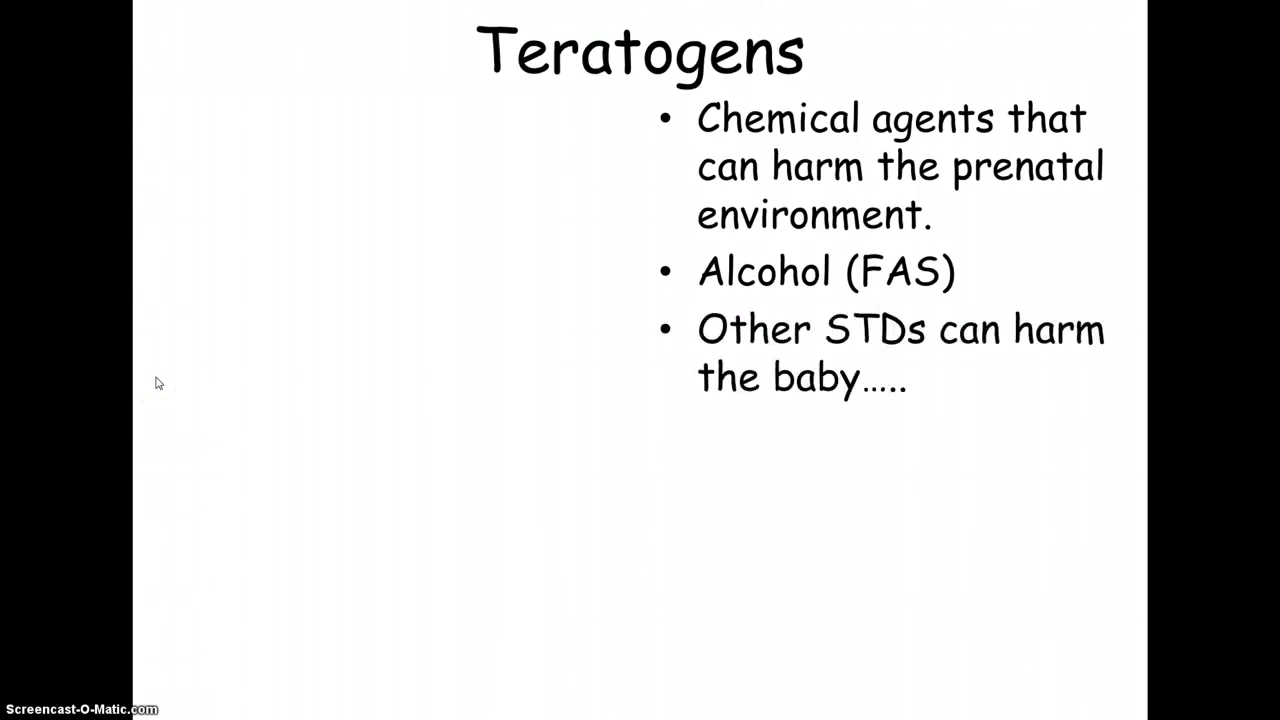 Teratogens
• Chemical agents that
can harm the prenatal
environment.
• Alcohol (FAS)
• Other STDs can harm
the baby…..
Screencast-O-Matic.com